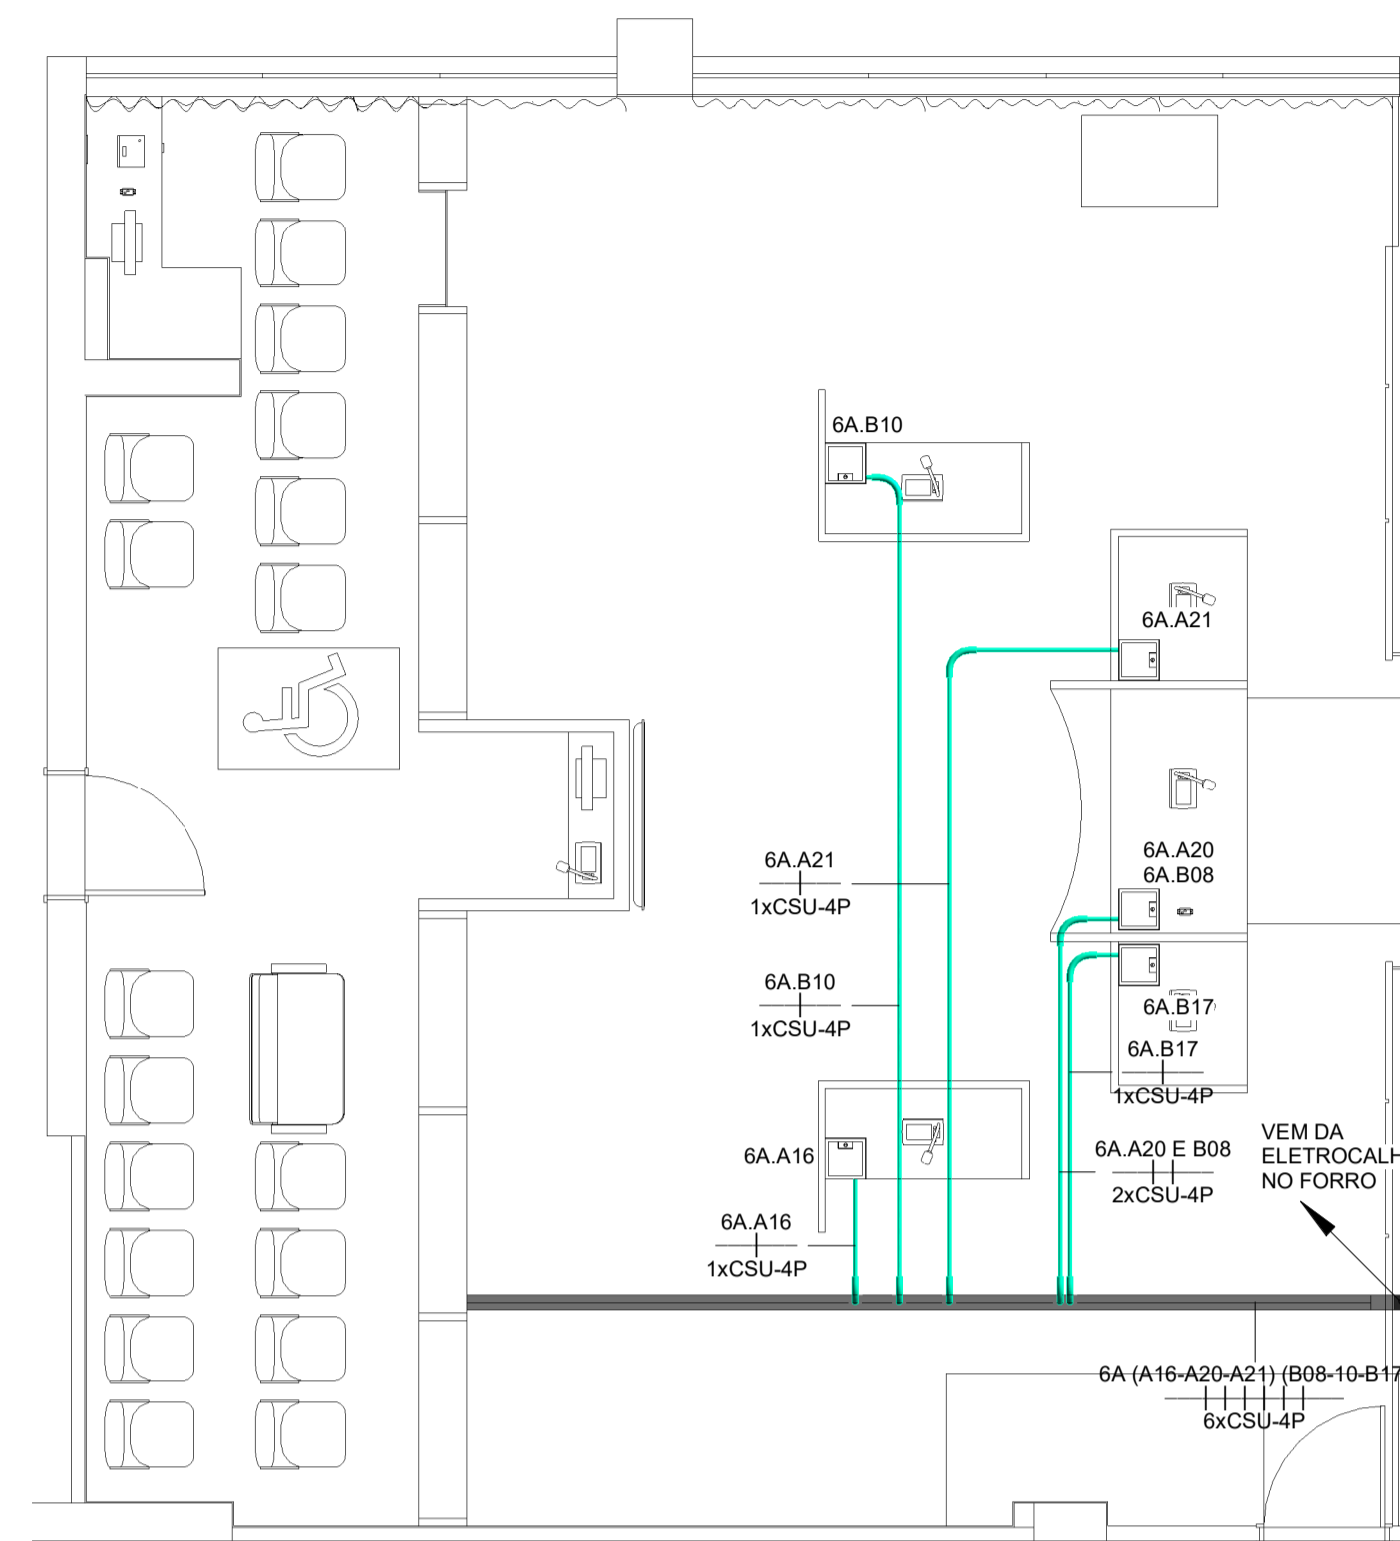 6A.B10
6A.A21
6A.A21
1xCSU-4P
6A.A20
6A.B08
6A.B10
1xCSU-4P
6A.B17
6A.B17
1xCSU-4P
6A.A16
6A.A20 E B08
2xCSU-4P
VEM DA
ELETROCALH
NO FORRO
6A.A16
1xCSU-4P
6A (A16-A20-A21) (B08-10-B17
6xCSU-4P